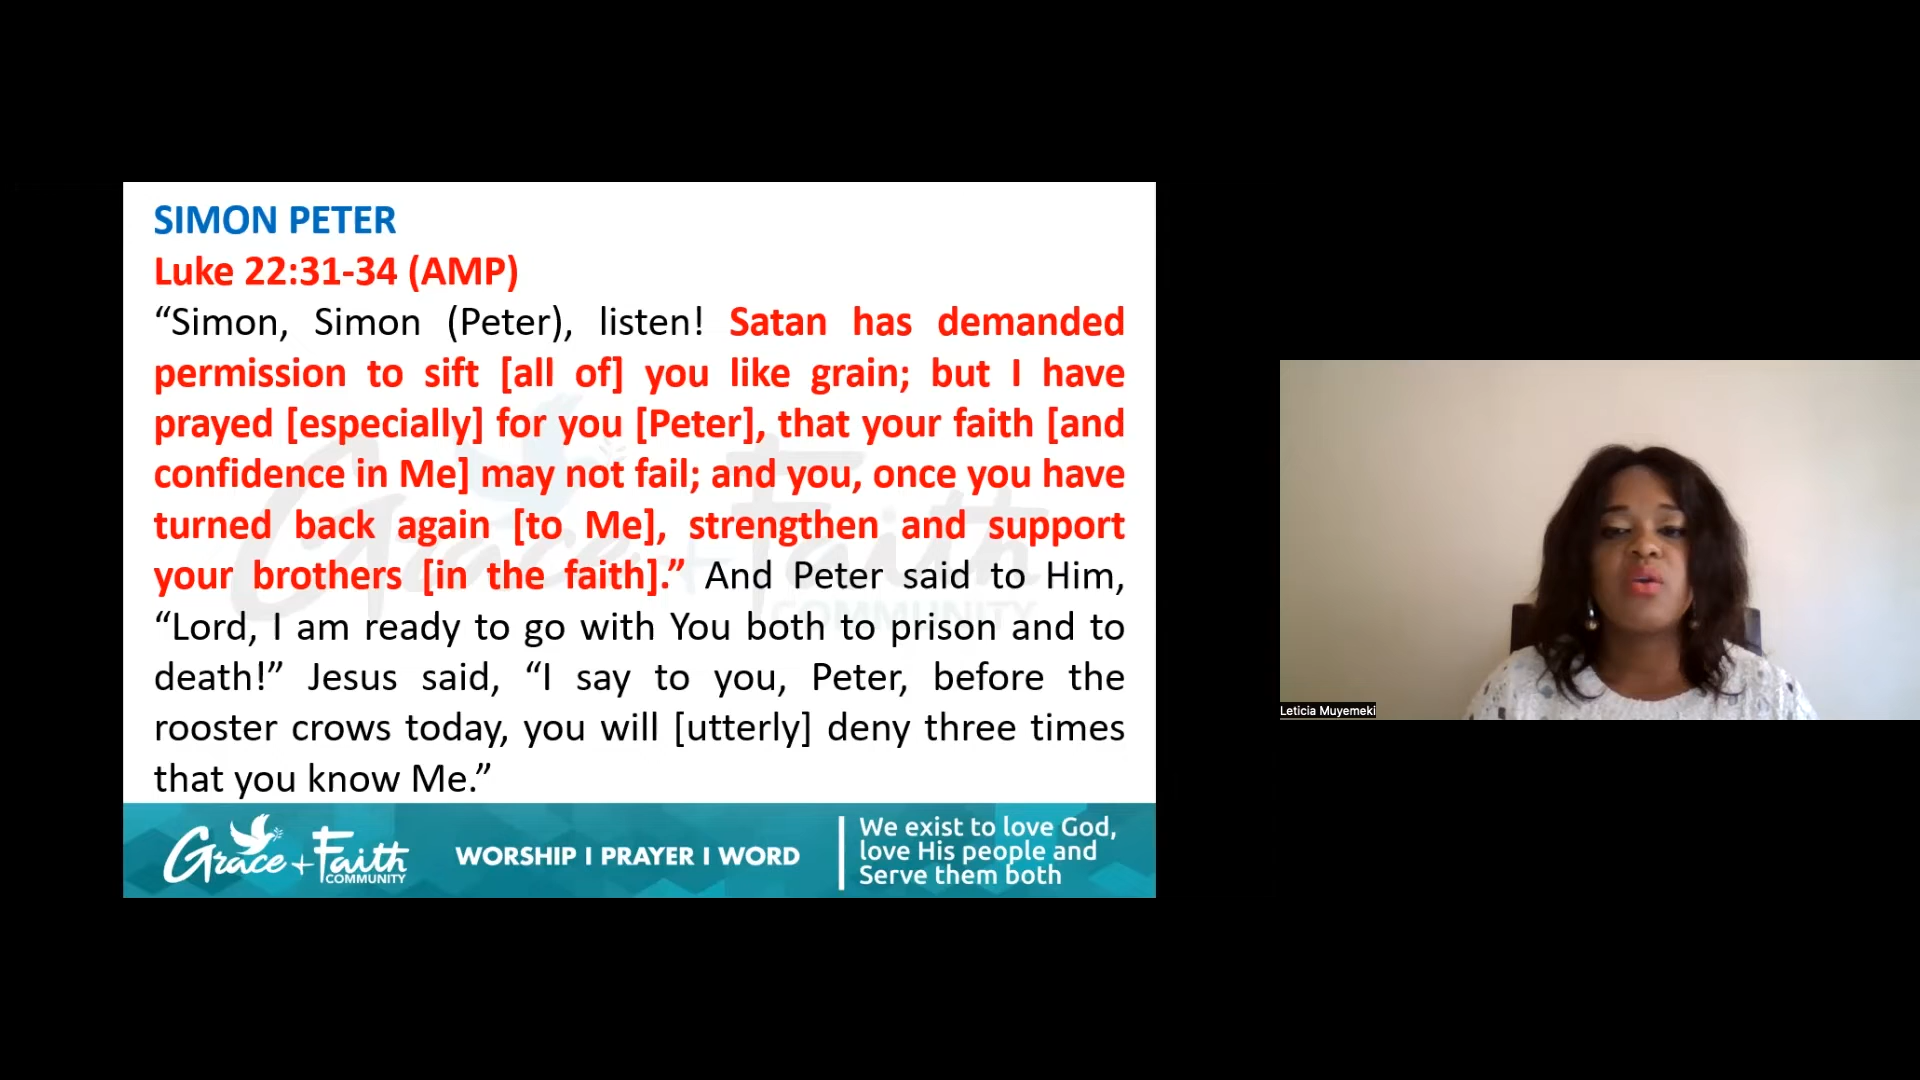 SIMON PETER
Luke 22:31-34 (AMP)
“Simon, Simon (Peter), listen! Satan has demanded
permission to sift [all of] you like grain; but I have
prayed [especially] for you [Peter], that your faith [and
confidence in Me] may not fail; and you, once you have
turned back again [to Me], strengthen and support
your brothers [in the faith].” And Peter said to Him,
“Lord, I am ready to go with You both to prison and to
death!” Jesus said, “I say to you, Peter, before the
rooster crows today, you will [utterly] deny three times
that you know Me.”
Grace + Faith
COMMUNITY
WORSHIP I PRAYER I WORD
We exist to love God,
love His people and
Serve them both
Grace + Faith
COMMUNITY
Leticia Muyemeki